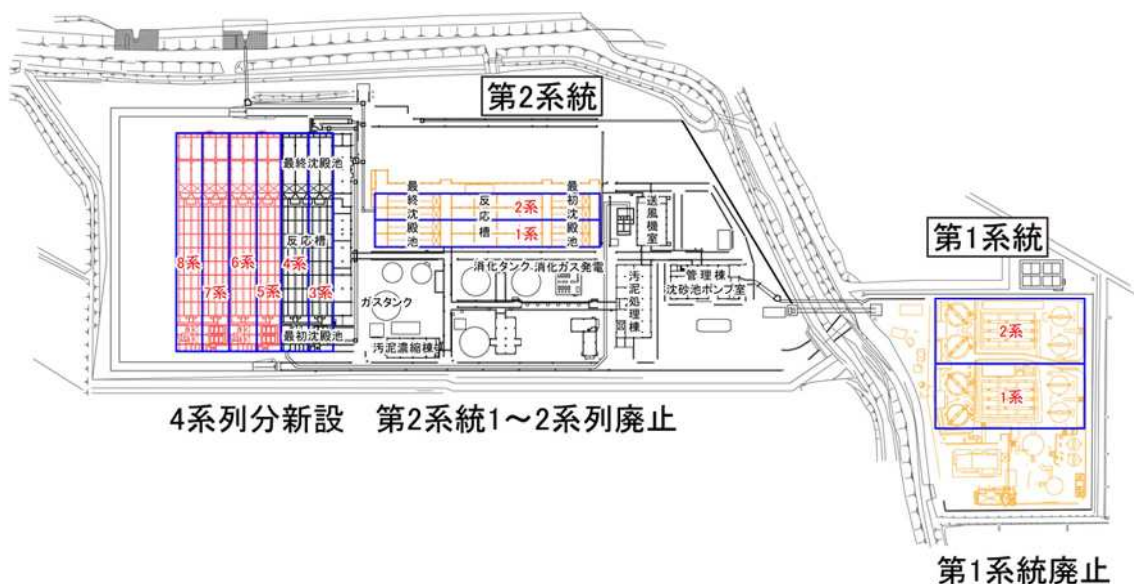 第2系統
最終沈殿池
反応槽
8系
7系
6系
5系
4系
3系
最初沈殿池
最終沈殿池
反応槽
最初沈殿池
2系
1系
送風機室
消化タンク
消化ガス発電
ガスタンク
汚泥濃縮棟
汚泥処理棟
管理棟
沈砂池ポンプ室
第1系統
2系
1系
4系列分新設
第2系統1～2系列廃止
第1系統廃止